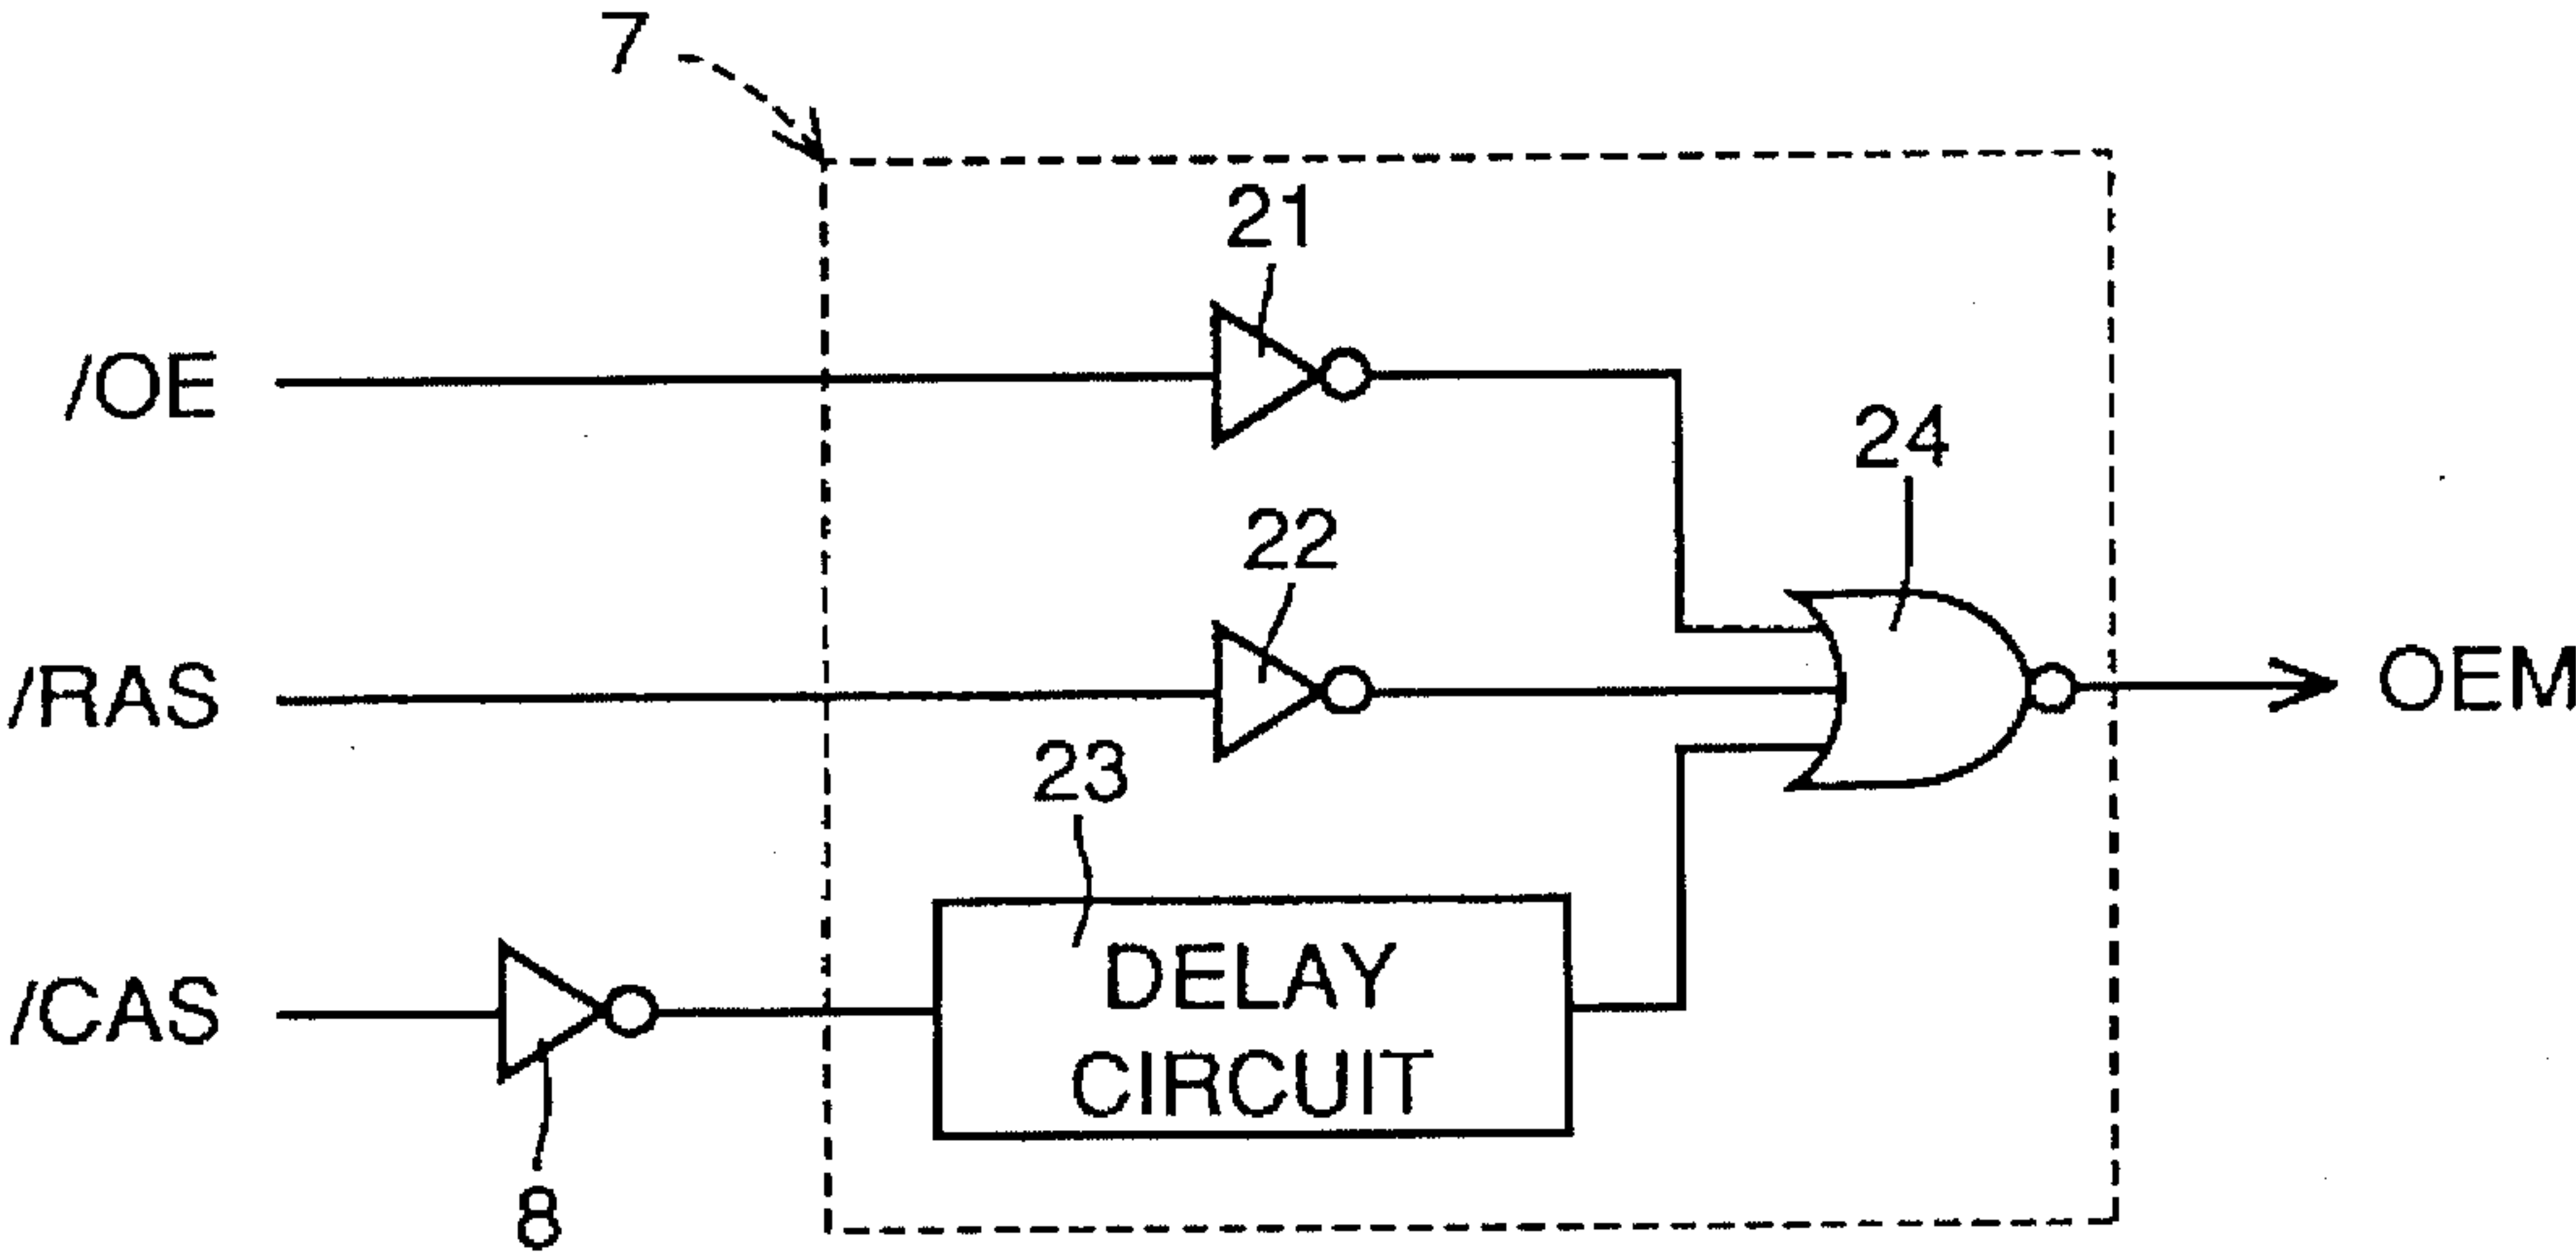 7
21
/OE
24
22
/RAS
OEM
23
/CAS
DELAY
CIRCUIT
8